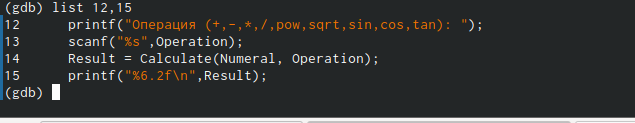 (gdb) list 12,15
12 printf("Операция (+,-,*,/,pow,sqrt,sin,cos,tan): ");
13 scanf("%s",Operation);
14 Result = Calculate(Numeral, Operation);
15 printf("%6.2f\n",Result);
(gdb)